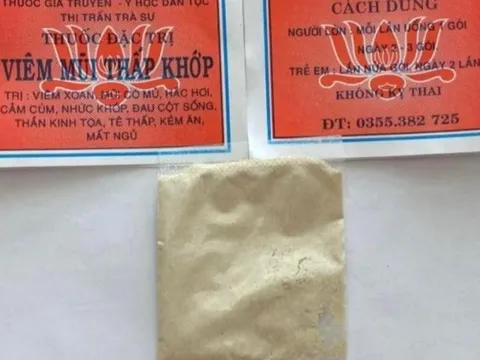 THUỐC GIA TRUYỀN - Y HỌC DÂN TỘC
THỊ TRẤN TRÀ SƯ
THUỐC ĐẶC TRỊ
VIÊM MŨI THẤP KHỚP
TRỊ : VIÊM XOAN, MŨI CÓ MỦ, HẮC HƠI,
CẢM CÚM, NHỨC KHỚP, ĐAU CỘT SỐNG,
THẦN KINH TỌA, TÊ THẤP, KÉM ĂN,
MẤT NGỦ
CÁCH DÙNG
NGƯỜI LỚN : MỖI LẦN UỐNG 1 GÓI
NGÀY 2 - 3 GÓI.
TRẺ EM : LẦN NỬA GÓI, NGÀY 2 LẦN
KHÔNG KỴ THAI
ĐT: 0355.382 725